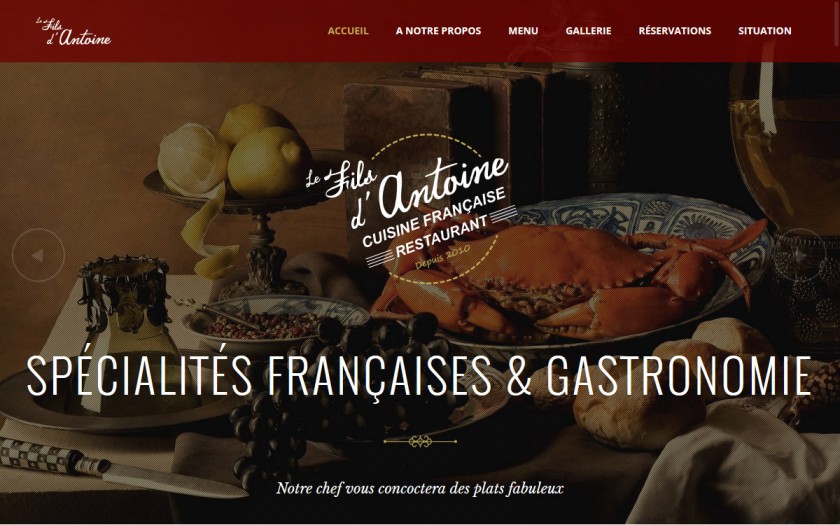 Le Fils
d'Antoine
ACCUEIL A NOTRE PROPOS MENU GALLERIE RÉSERVATIONS SITUATION
Le Fils
d'Antoine
CUISINE FRANÇAISE
RESTAURANT
Depuis 2010
SPÉCIALITÉS FRANÇAISES & GASTRONOMIE
Notre chef vous concoctera des plats fabuleux